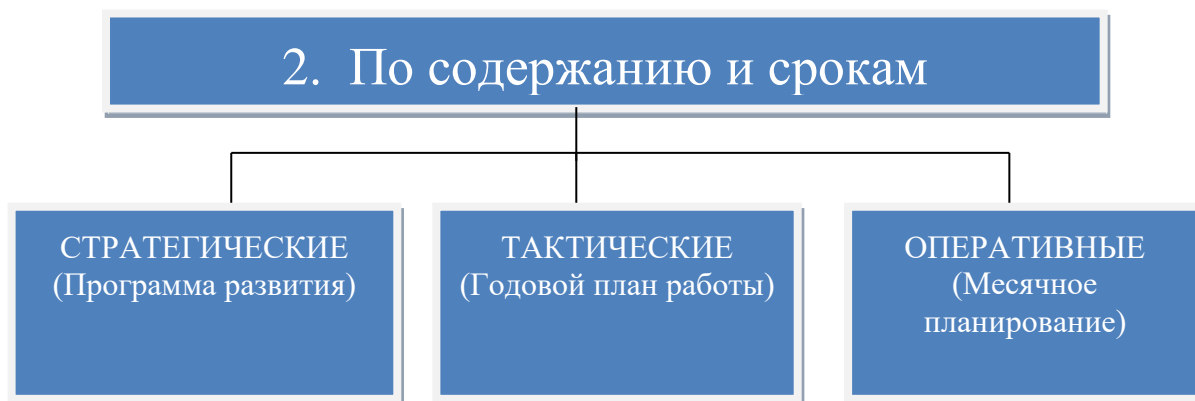 2. По содержанию и срокам
СТРАТЕГИЧЕСКИЕ
(Программа развития)
ТАКТИЧЕСКИЕ
(Годовой план работы)
ОПЕРАТИВНЫЕ
(Месячное
планирование)